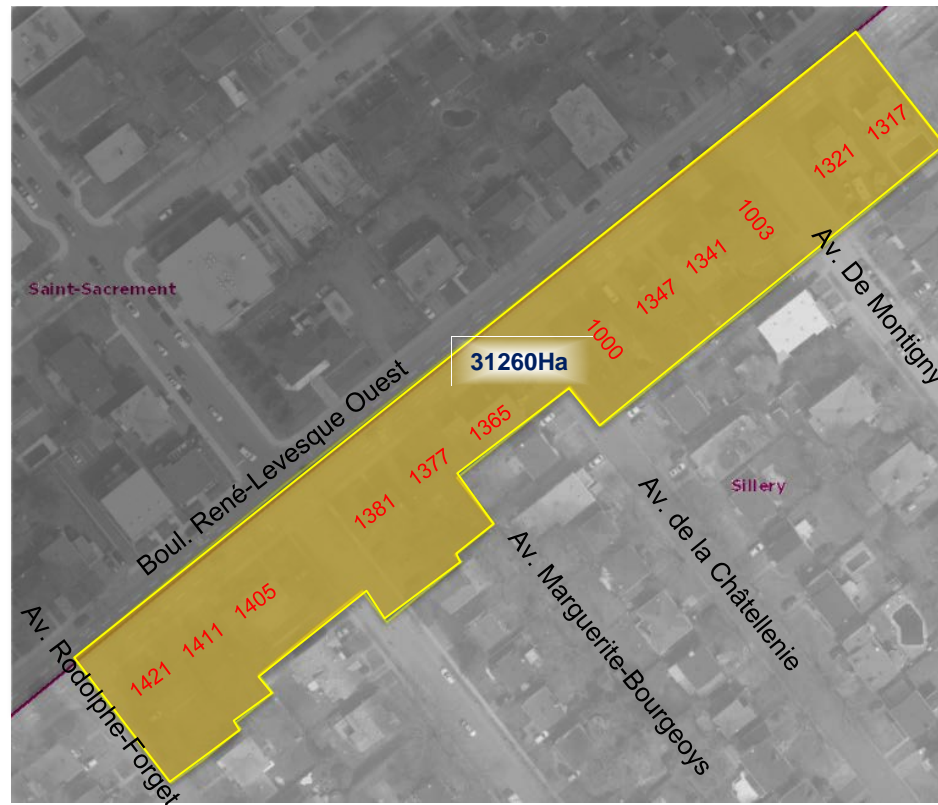 1317
1321
1003
Av. De Montigny
1341
Saint-Sacrement
1347
1000
31260Ha
Boul. René-Levesque Ouest
1365
1377
Sillery
1381
Av. de la Châtellenie
Av. Marguerite-Bourgeoys
1405
1411
1421
Av. Rodolphe-Forget